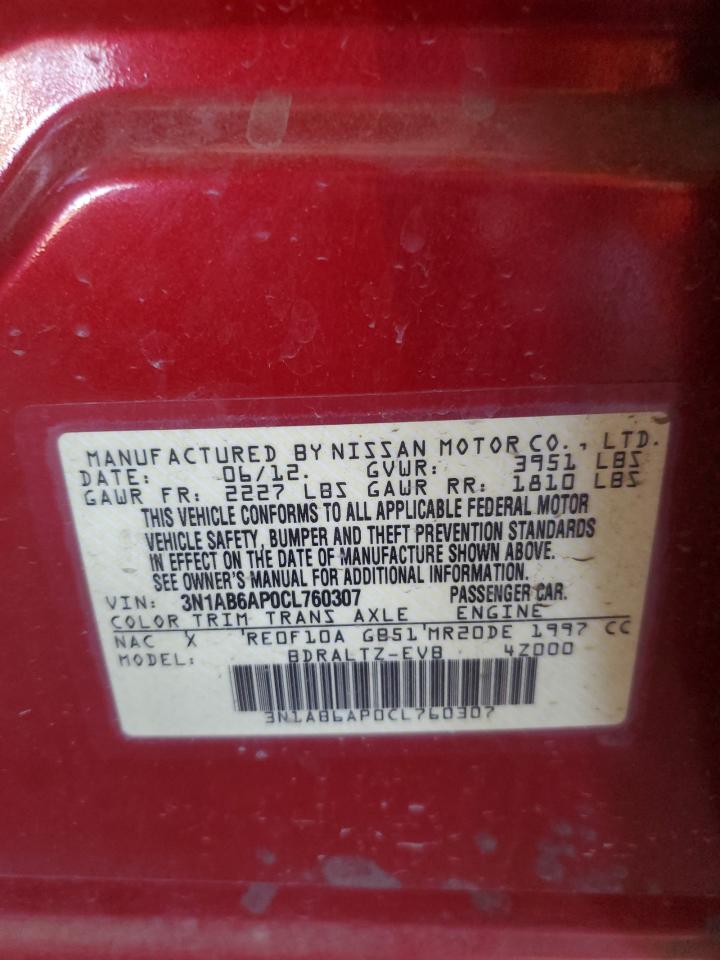 MANUFACTURED BY NISSAN MOTOR CO., LTD.
DATE: 06/12. GVWR: 3951 LBS
GAWR FR: 2227 LBS GAWR RR: 1810 LBS
THIS VEHICLE CONFORMS TO ALL APPLICABLE FEDERAL MOTOR
VEHICLE SAFETY, BUMPER AND THEFT PREVENTION STANDARDS
IN EFFECT ON THE DATE OF MANUFACTURE SHOWN ABOVE.
SEE OWNER'S MANUAL FOR ADDITIONAL INFORMATION.
VIN: 3N1AB6AP0CL760307 PASSENGER CAR.
COLOR TRIM TRANS AXLE ENGINE
NAC X 'RE0F10A GB51'MR20DE 1997 CC
MODEL: BDRALTZ-EVB 4Z000
3N1AB6AP0CL760307